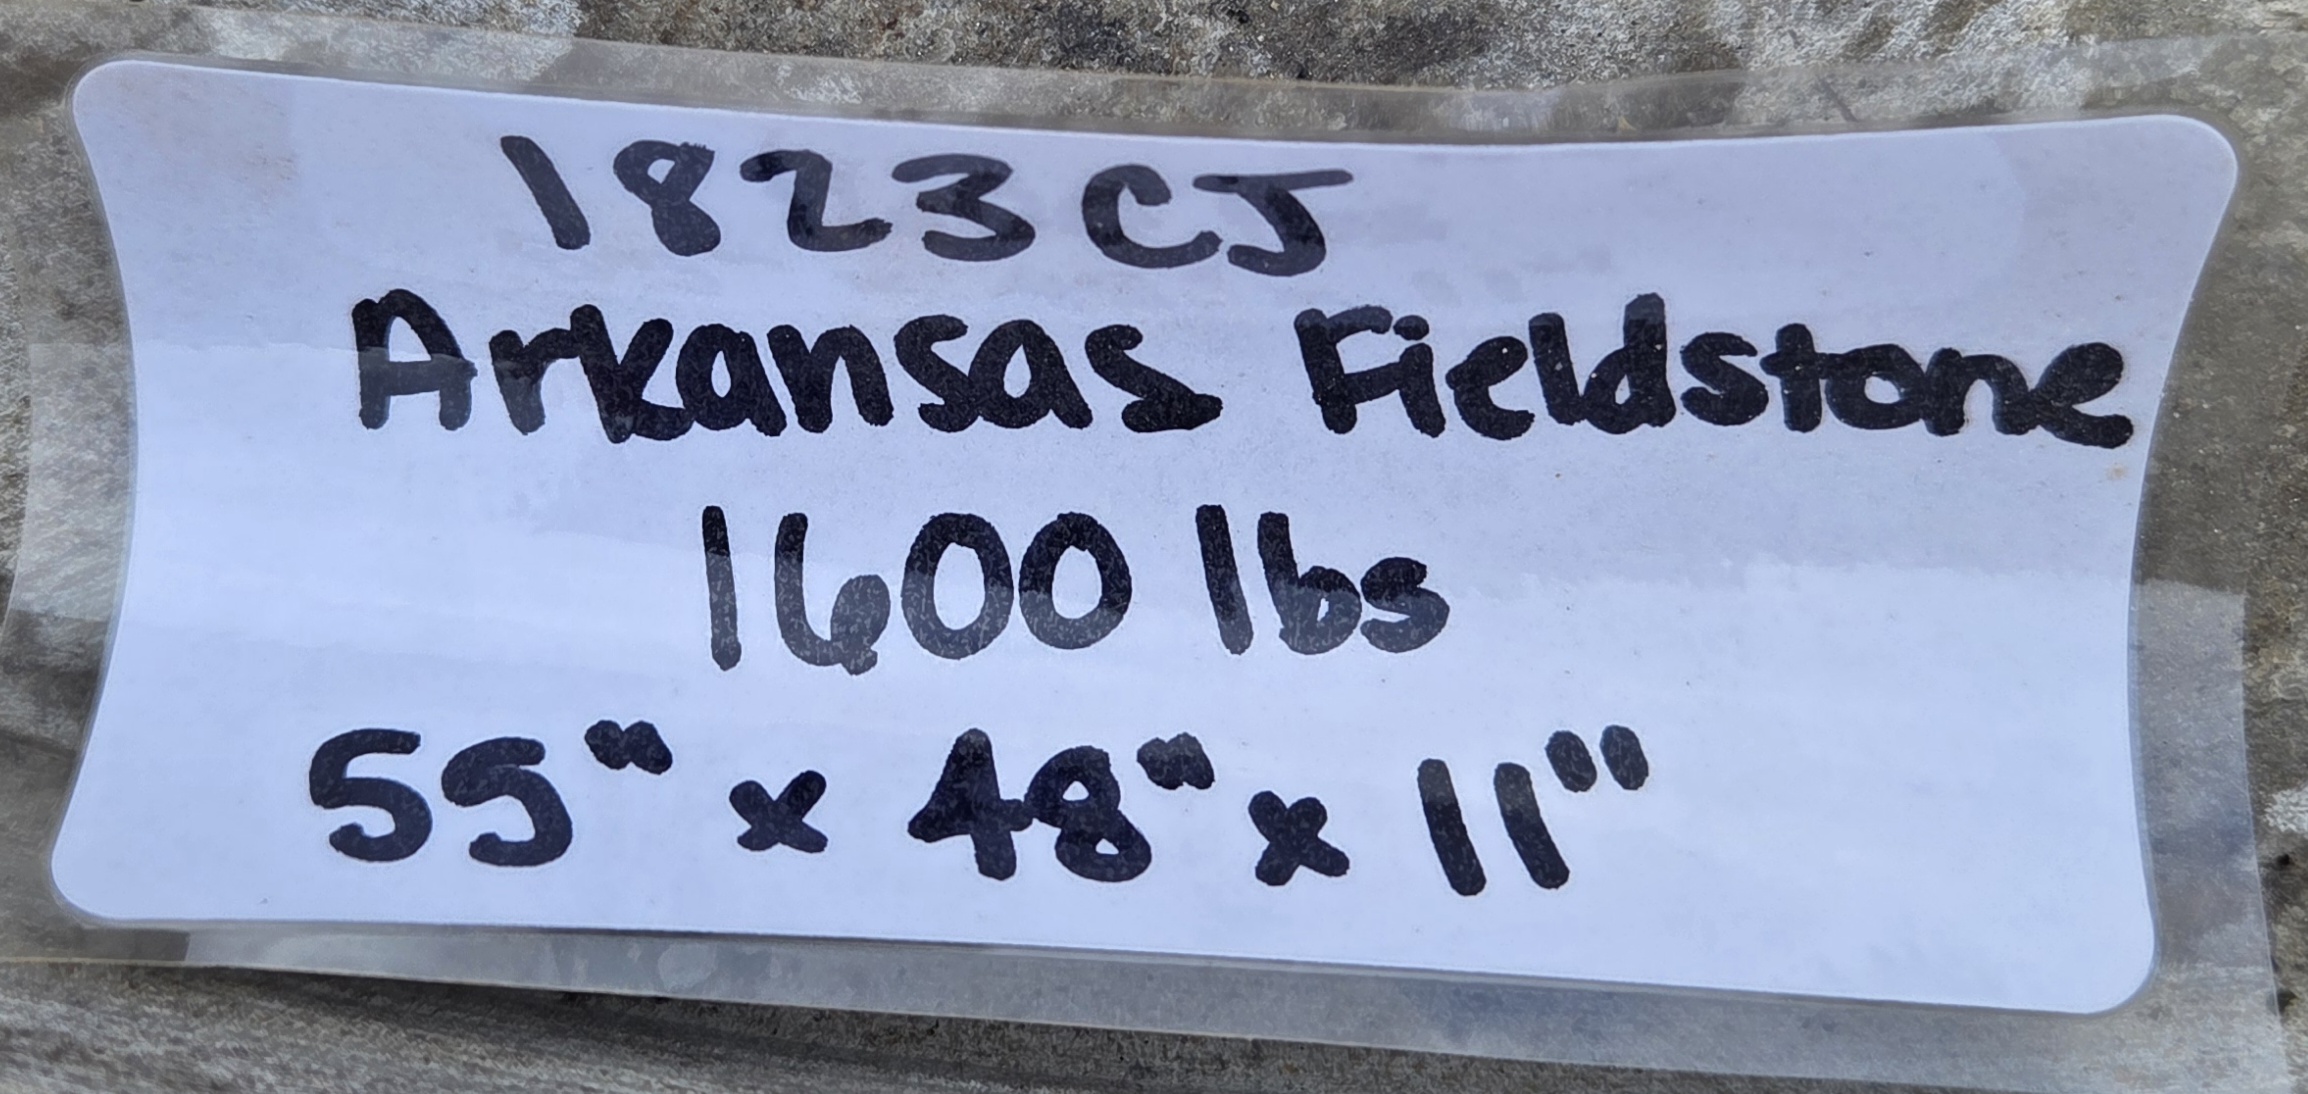 1823CJ
Arkansas Fieldstone
1600 lbs
55" x 48" x 11"